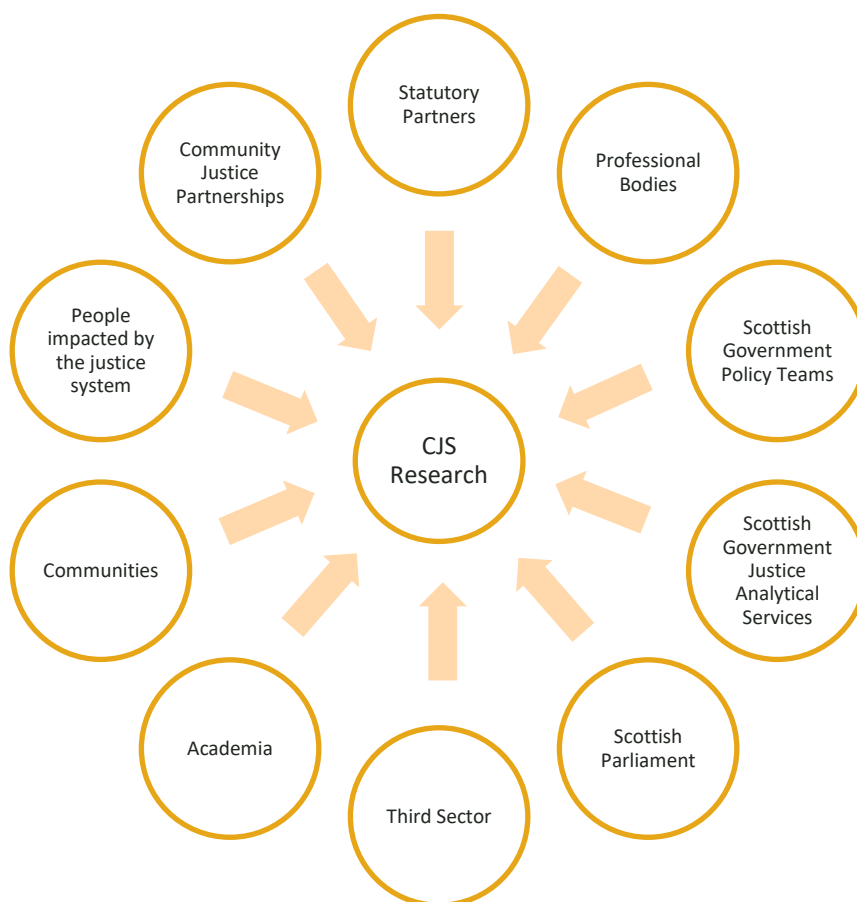 Statutory
Partners
Professional
Bodies
Scottish
Government
Policy Teams
Scottish
Government
Justice
Analytical
Services
Scottish
Parliament
Third Sector
Academia
Communities
People
impacted by
the justice
system
Community
Justice
Partnerships
CJS
Research